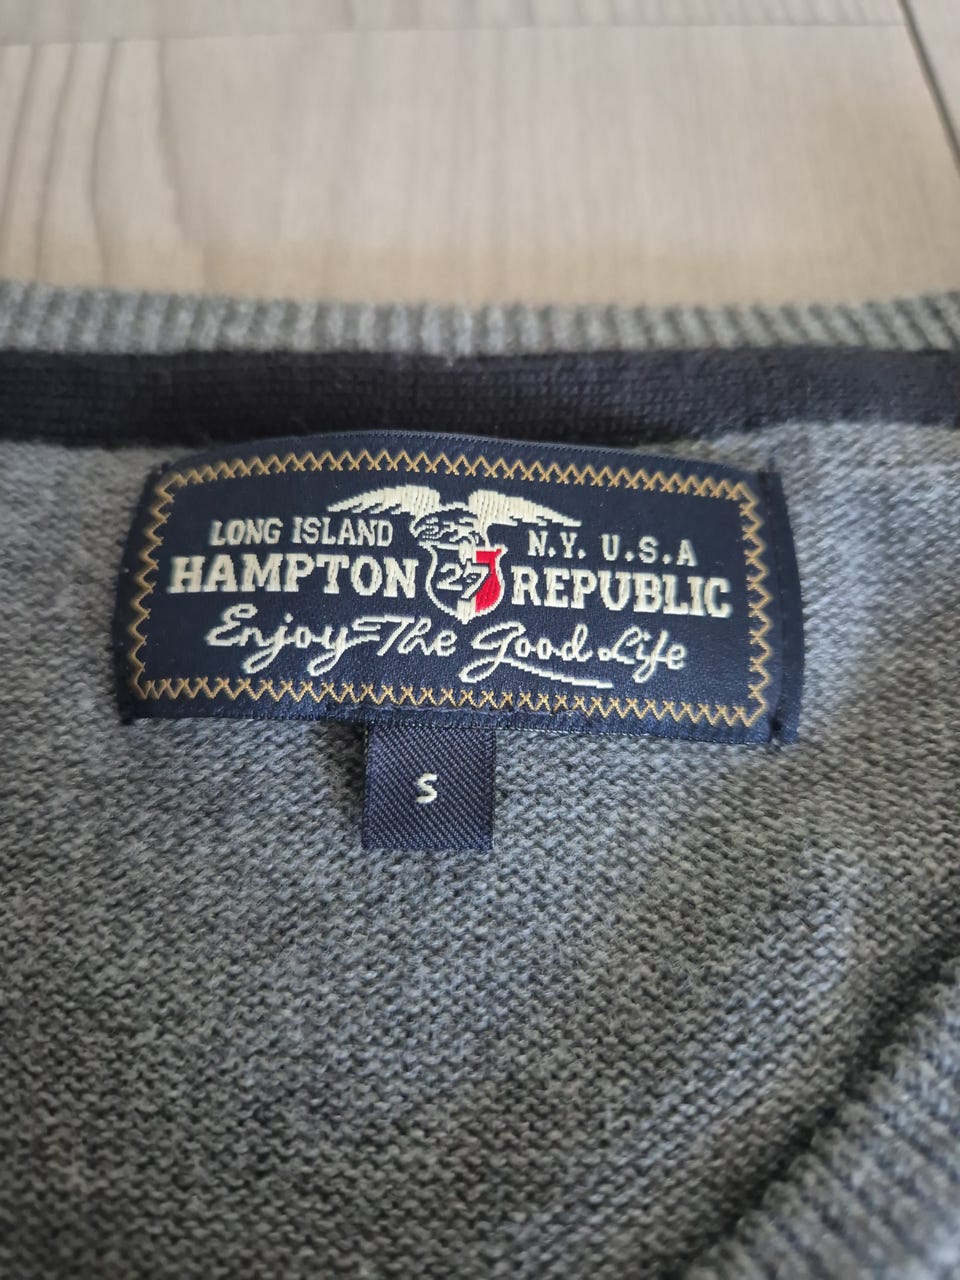 LONG ISLAND N.Y. U.S.A
HAMPTON 27 REPUBLIC
Enjoy The Good Life
S